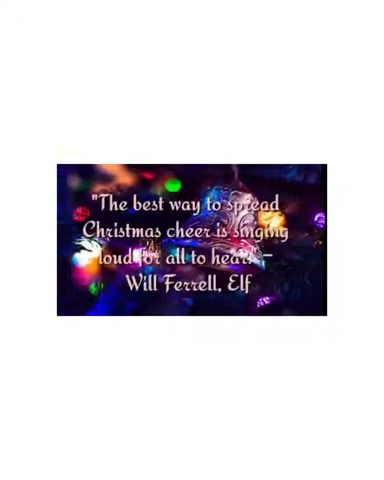 "The best way to spread
Christmas cheer is singing
loud for all to hear." –
Will Ferrell, Elf